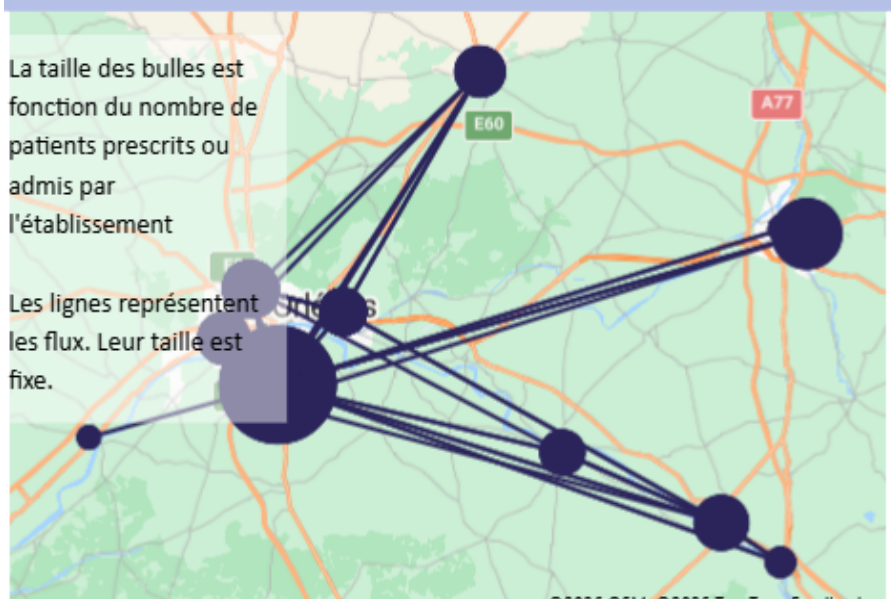 La taille des bulles est
fonction du nombre de
patients prescrits ou
admis par
l'établissement
Les lignes représentent
les flux. Leur taille est
fixe.
E60
A77